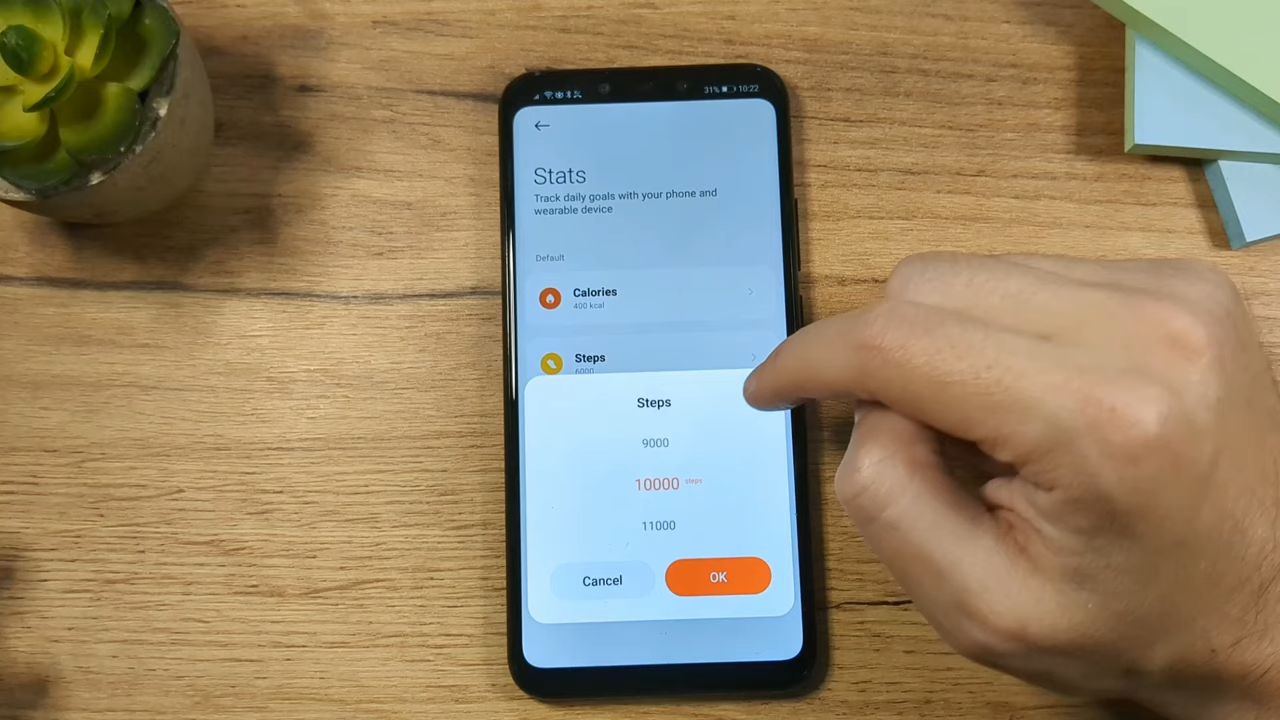 31% 10:22
Stats
Track daily goals with your phone and
wearable device
Default
Calories
400 kcal
Steps
6000
Steps
9000
10000 steps
11000
Cancel OK